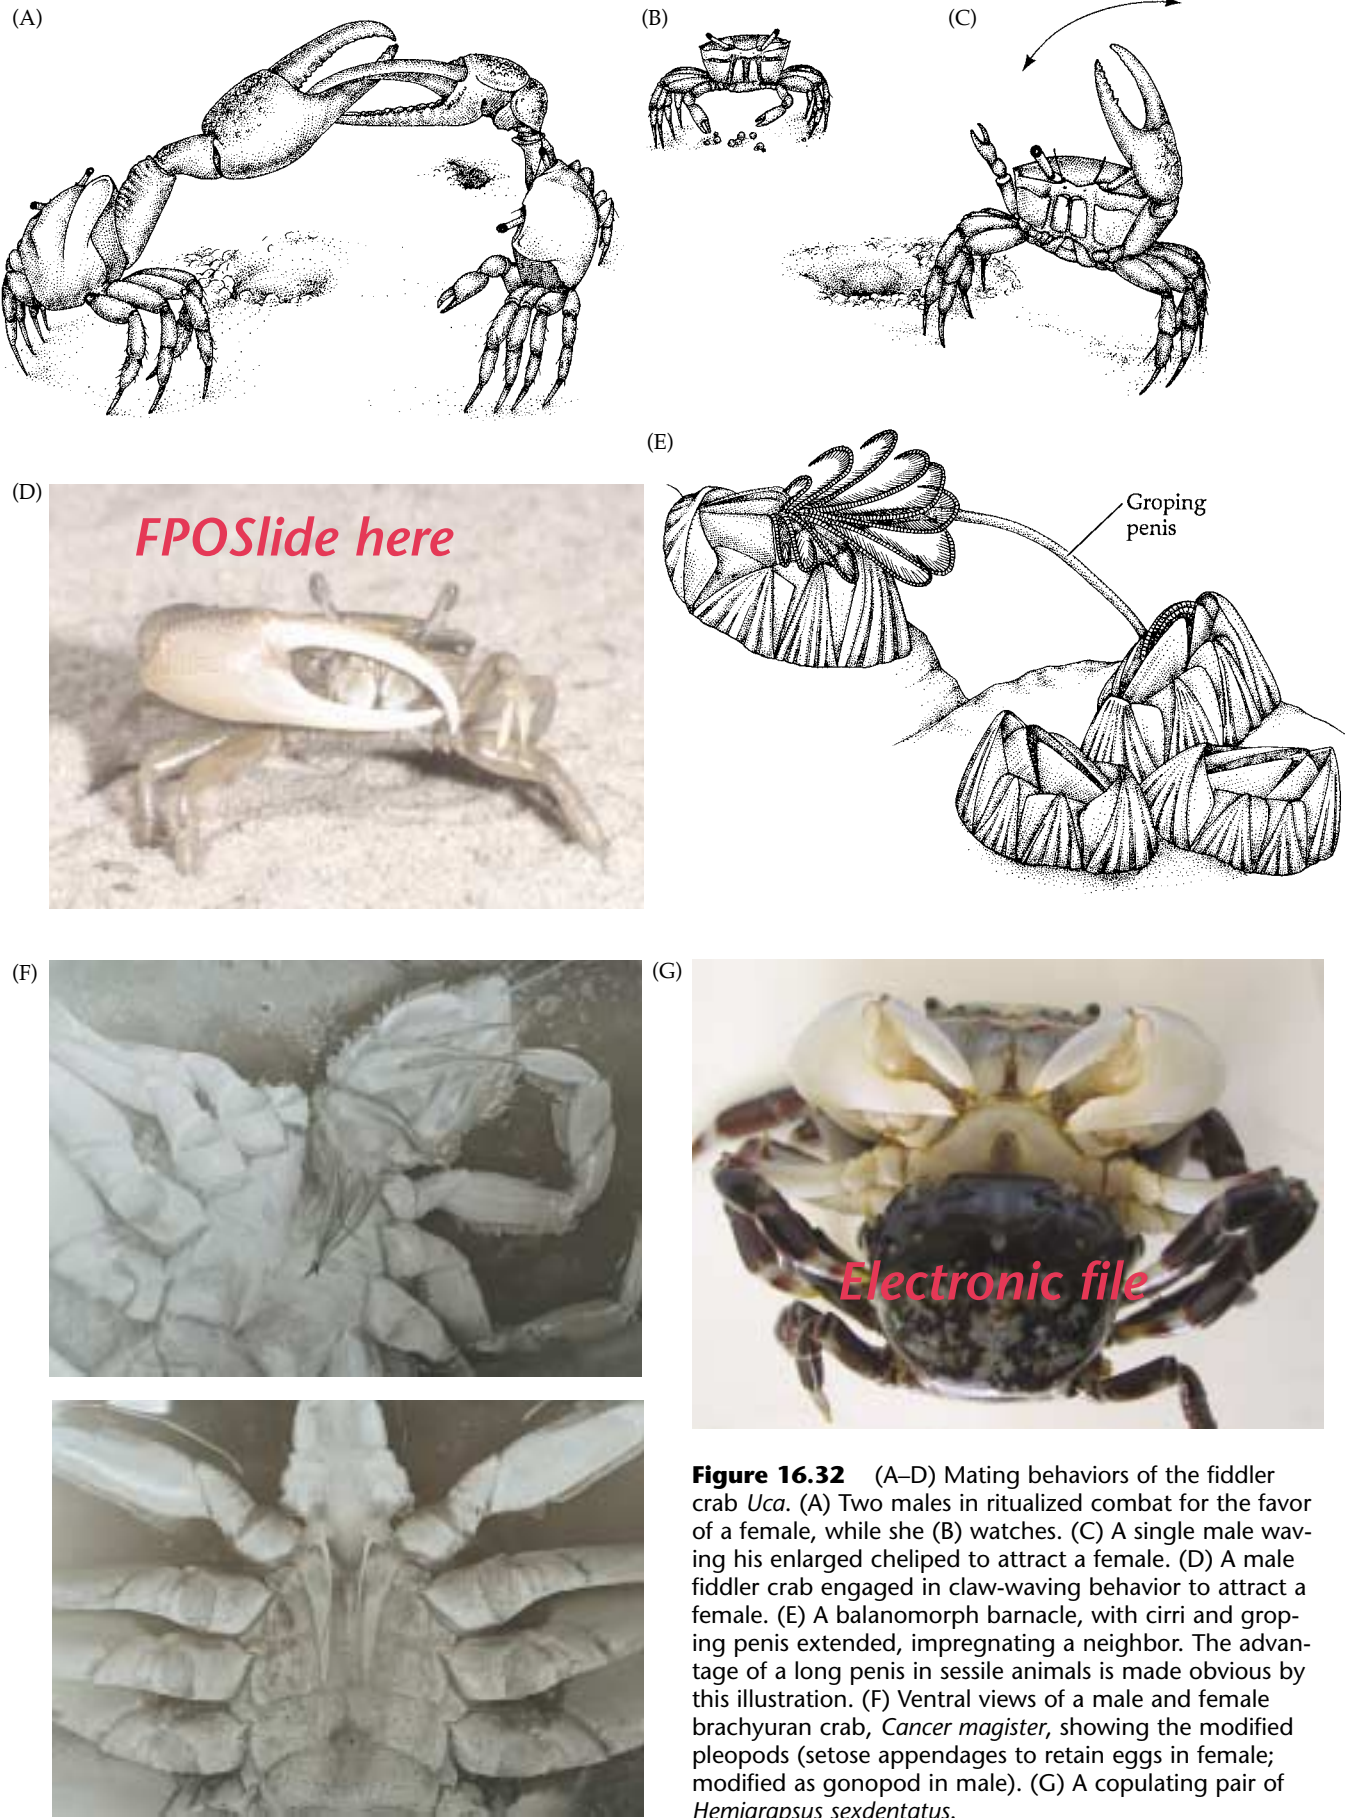 (A)
(B)
(C)
(D)
FPOSlide here
(E)
Groping
penis
(F)
(G)
Electronic file
Figure 16.32 (A–D) Mating behaviors of the fiddler
crab Uca. (A) Two males in ritualized combat for the favor
of a female, while she (B) watches. (C) A single male wav-
ing his enlarged cheliped to attract a female. (D) A male
fiddler crab engaged in claw-waving behavior to attract a
female. (E) A balanomorph barnacle, with cirri and grop-
ing penis extended, impregnating a neighbor. The advan-
tage of a long penis in sessile animals is made obvious by
this illustration. (F) Ventral views of a male and female
brachyuran crab, Cancer magister, showing the modified
pleopods (setose appendages to retain eggs in female;
modified as gonopod in male). (G) A copulating pair of
Hemigrapsus sexdentatus.